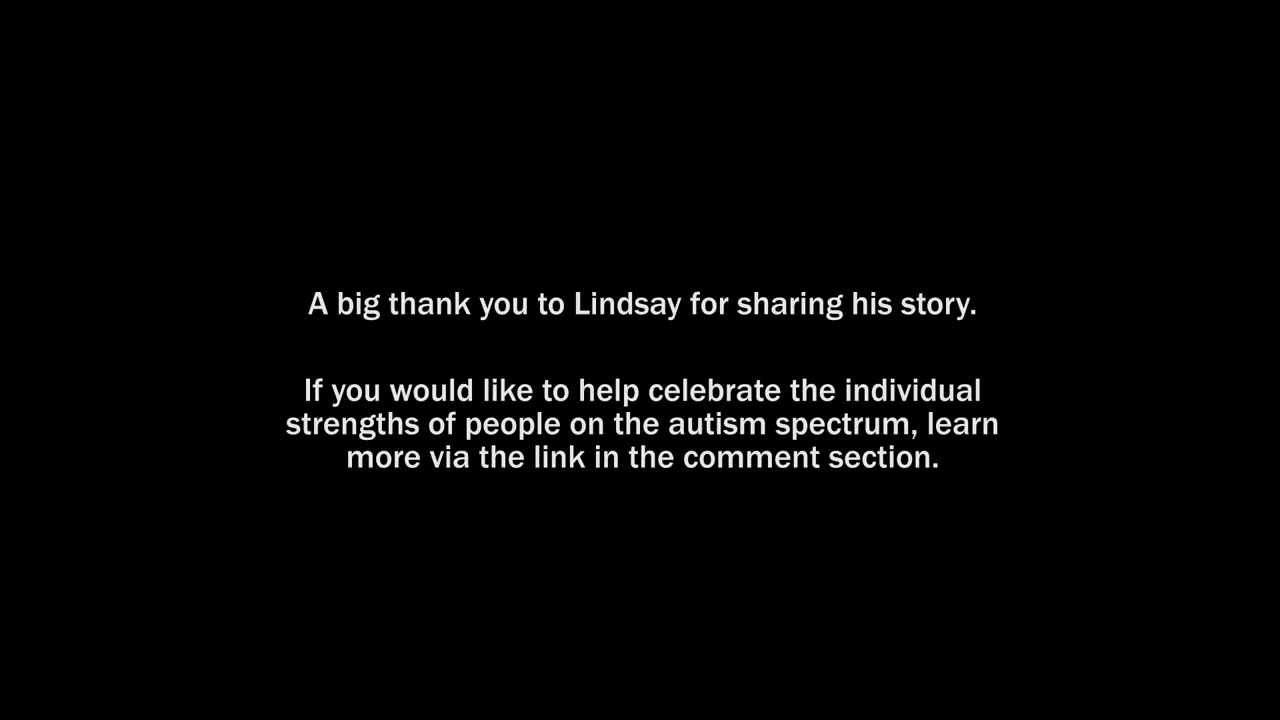 A big thank you to Lindsay for sharing his story.
If you would like to help celebrate the individual
strengths of people on the autism spectrum, learn
more via the link in the comment section.